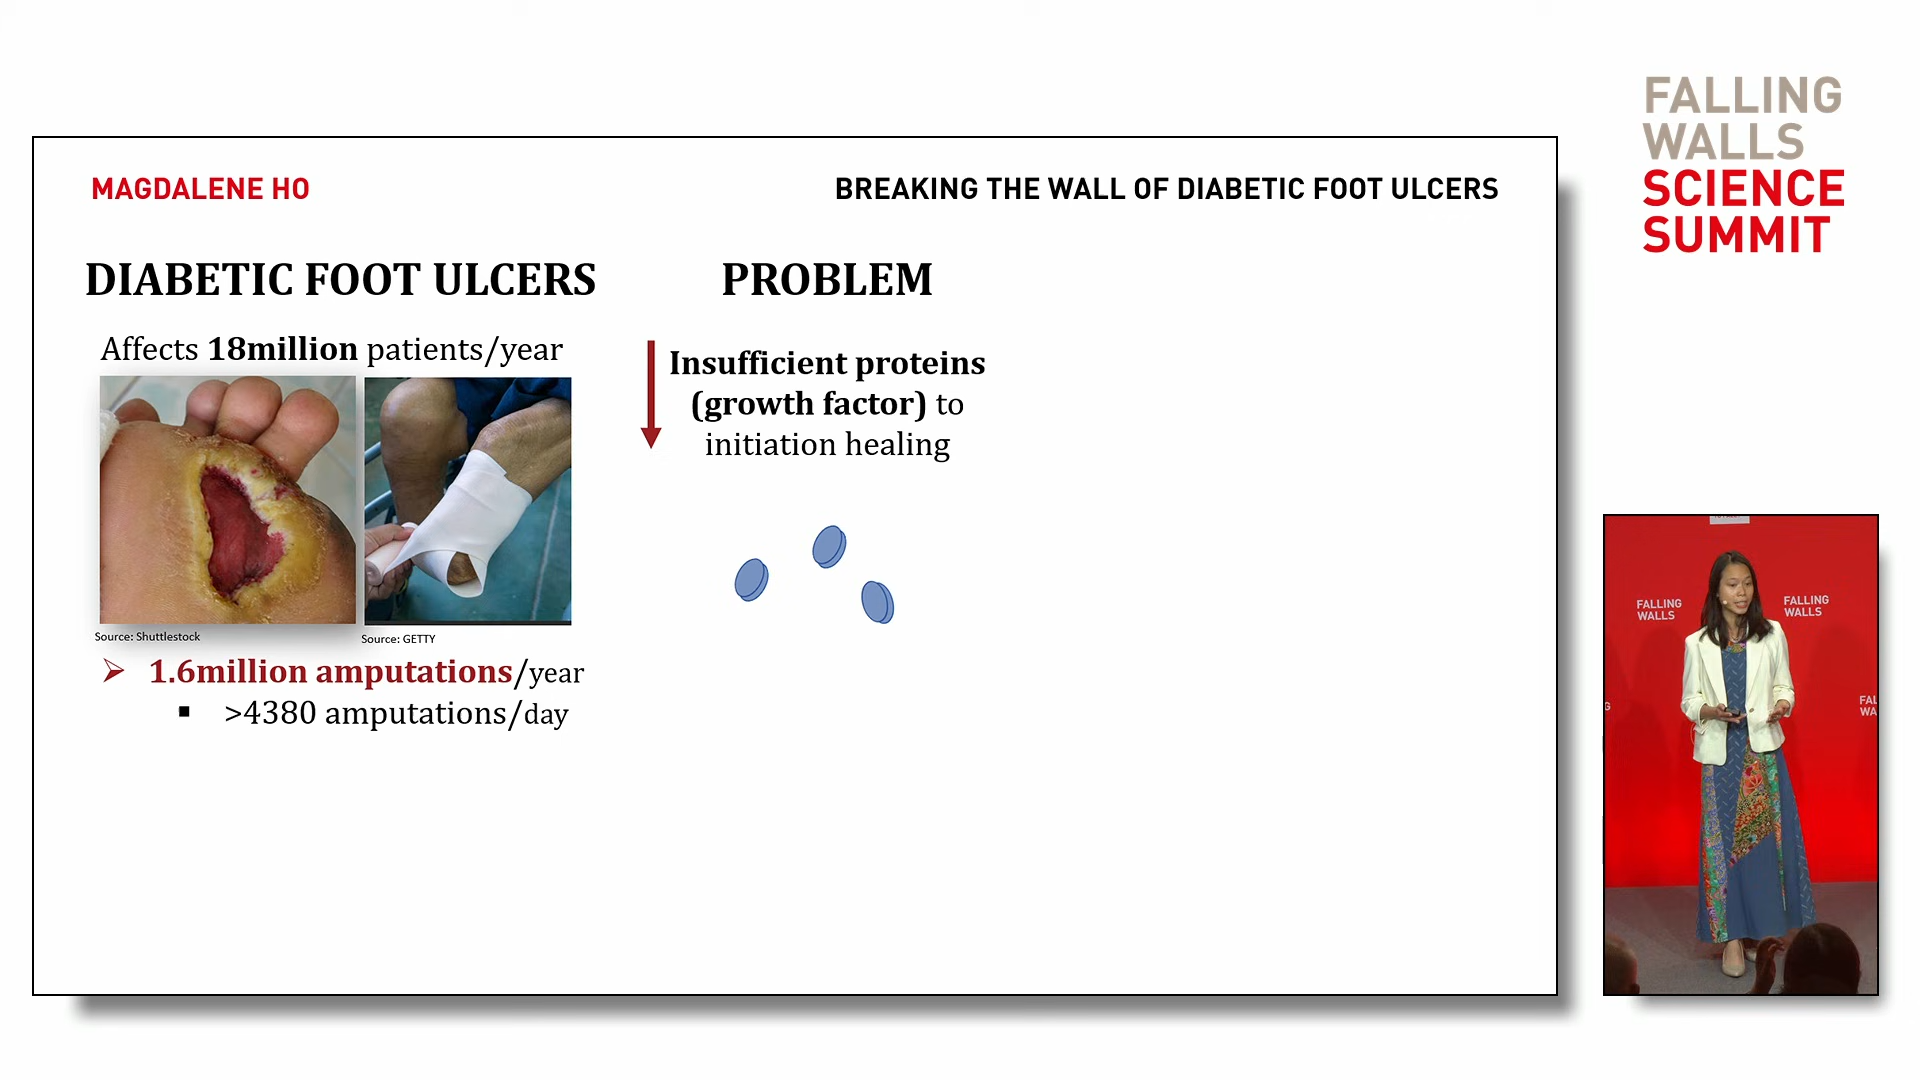 FALLING
WALLS
SCIENCE
SUMMIT
MAGDALENE HO
BREAKING THE WALL OF DIABETIC FOOT ULCERS
DIABETIC FOOT ULCERS
Affects 18million patients/year
Source: Shuttlestock
Source: GETTY
➢ 1.6million amputations/year
▪ >4380 amputations/day
PROBLEM
Insufficient proteins
(growth factor) to
initiation healing
FALLING
WALLS
FALLING
WALLS
FAL
WA